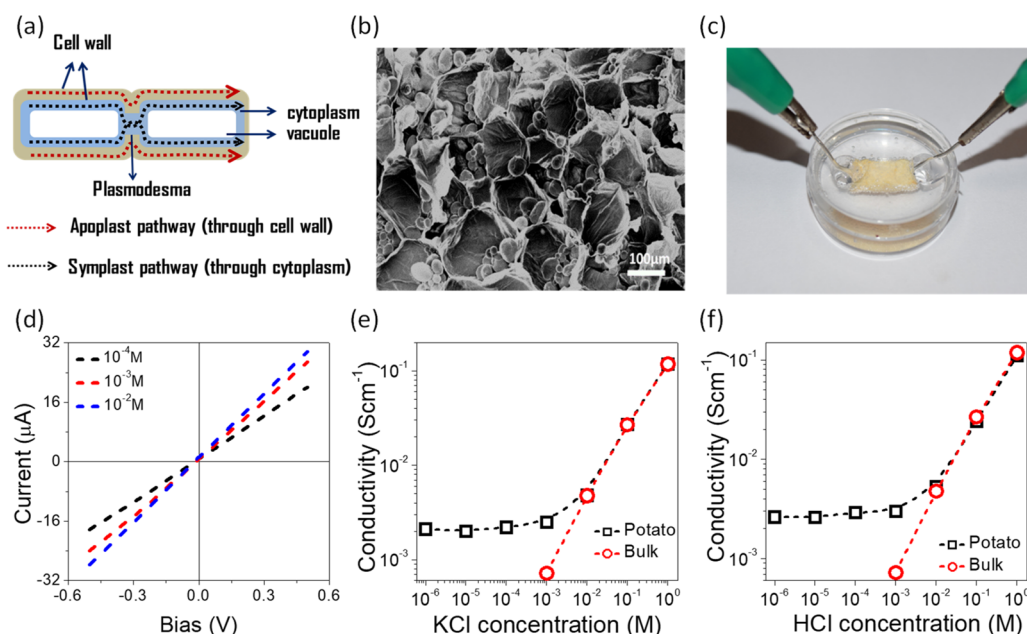 (a)
Cell wall
cytoplasm
vacuole
Plasmodesma
Apoplast pathway (through cell wall)
Symplast pathway (through cytoplasm)
(b)
100μm
(c)
(d)
32
16
0
-16
-32
Current (μA)
10⁻⁴M
10⁻³M
10⁻²M
-0.6 -0.3 0.0 0.3 0.6
Bias (V)
(e)
10⁻¹
10⁻²
10⁻³
Conductivity (Scm⁻¹)
Potato
Bulk
10⁻⁶ 10⁻⁵ 10⁻⁴ 10⁻³ 10⁻² 10⁻¹ 10⁰
KCl concentration (M)
(f)
10⁻¹
10⁻²
10⁻³
Conductivity (Scm⁻¹)
Potato
Bulk
10⁻⁶ 10⁻⁵ 10⁻⁴ 10⁻³ 10⁻² 10⁻¹ 10⁰
HCl concentration (M)